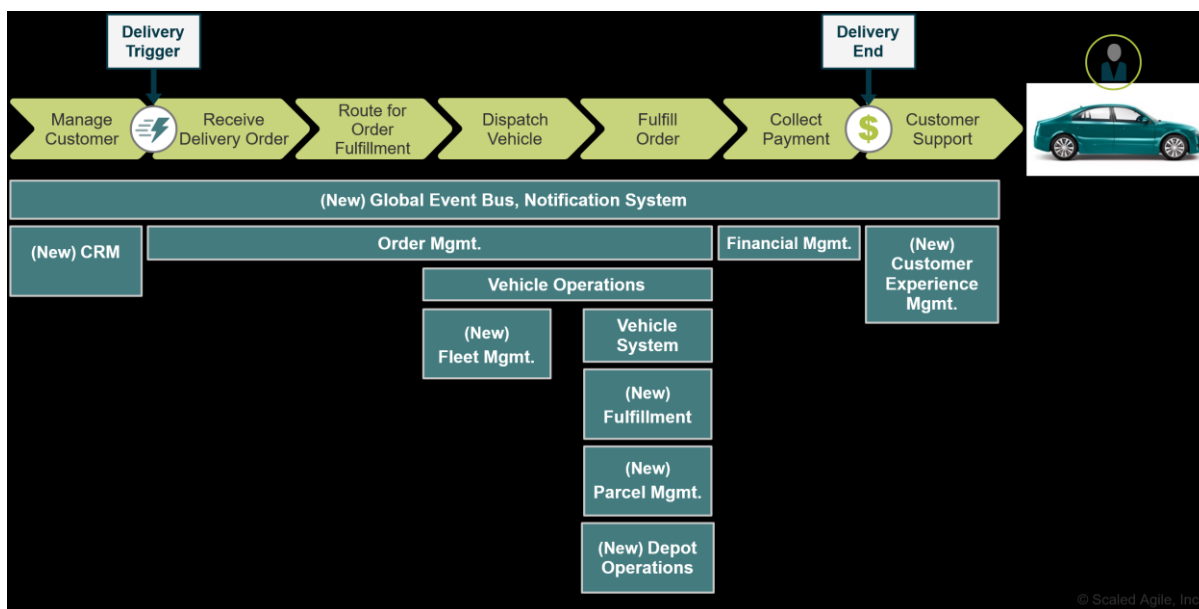 Delivery
Trigger
Delivery
End
Manage
Customer
Receive
Delivery Order
Route for
Order
Fulfillment
Dispatch
Vehicle
Fulfill
Order
Collect
Payment
$
Customer
Support
(New) Global Event Bus, Notification System
(New) CRM
Order Mgmt.
Financial Mgmt.
(New)
Customer
Experience
Mgmt.
Vehicle Operations
(New)
Fleet Mgmt.
Vehicle
System
(New)
Fulfillment
(New)
Parcel Mgmt.
(New) Depot
Operations
© Scaled Agile, Inc